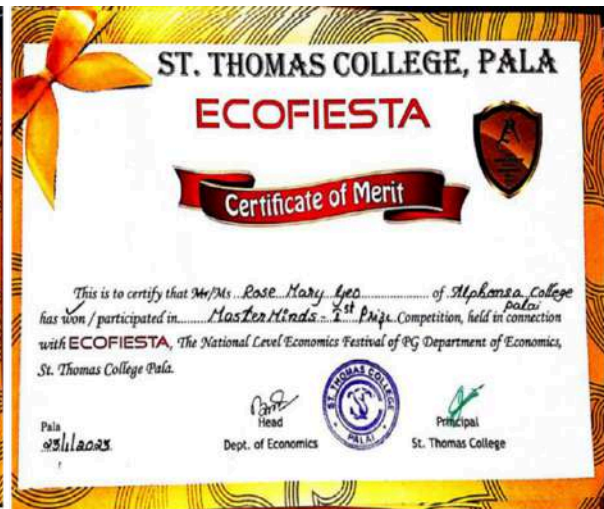 ST. THOMAS COLLEGE, PALA
ECOFIESTA
Certificate of Merit
This is to certify that Mr/Ms Rose Mary Geo of Alphonsa College
Palai
has won / participated in MasterMinds - 1st Prize Competition, held in connection
with ECOFIESTA, The National Level Economics Festival of PG Department of Economics,
St. Thomas College Pala.
ST. THOMAS COLLEGE
PALAI
Head
Principal
Pala
Dept. of Economics
St. Thomas College
23/1/2023